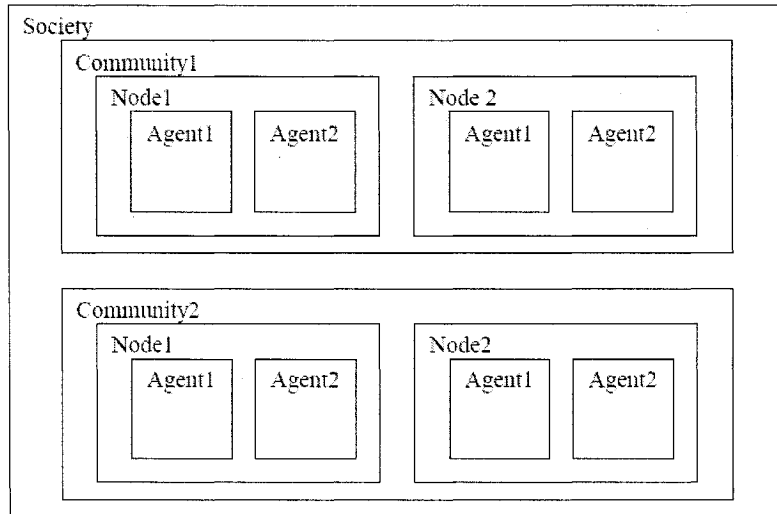 Society
Community1
Node1
Node 2
Agent1
Agent2
Agent1
Agent2
Community2
Node1
Node2
Agent1
Agent2
Agent1
Agent2